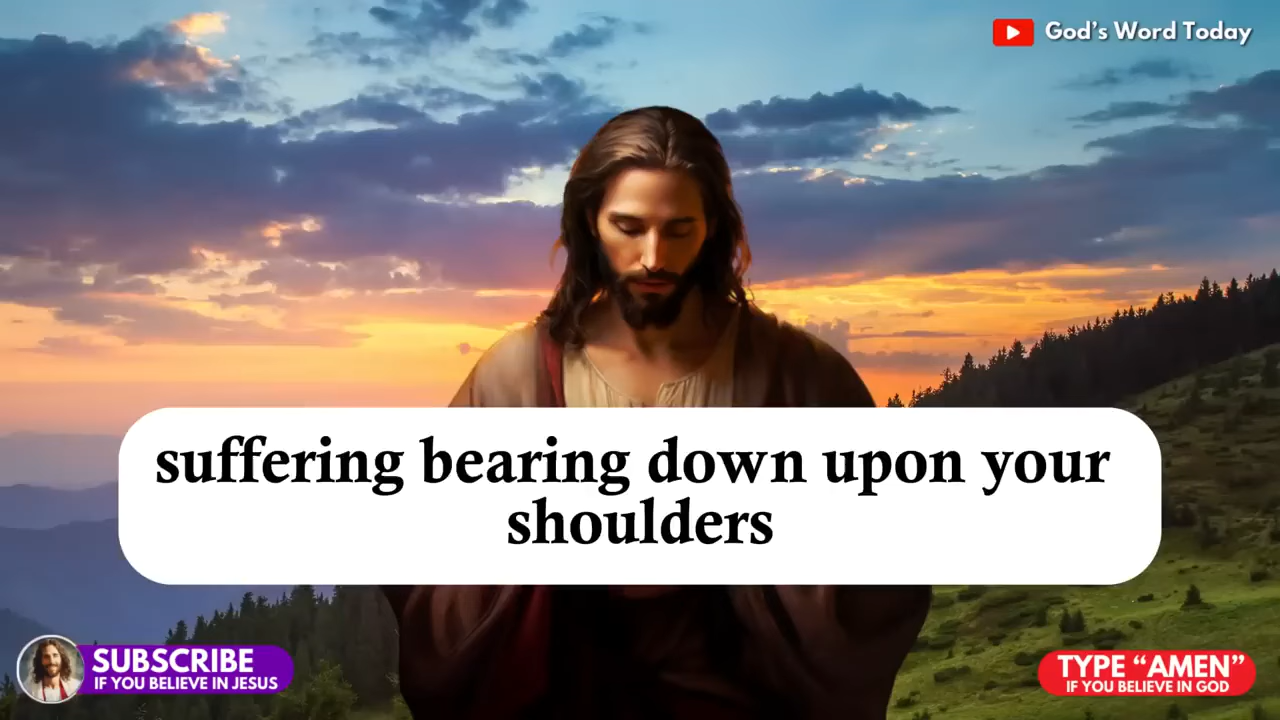 God's Word Today
suffering bearing down upon your
shoulders
SUBSCRIBE
IF YOU BELIEVE IN JESUS
TYPE “AMEN”
IF YOU BELIEVE IN GOD